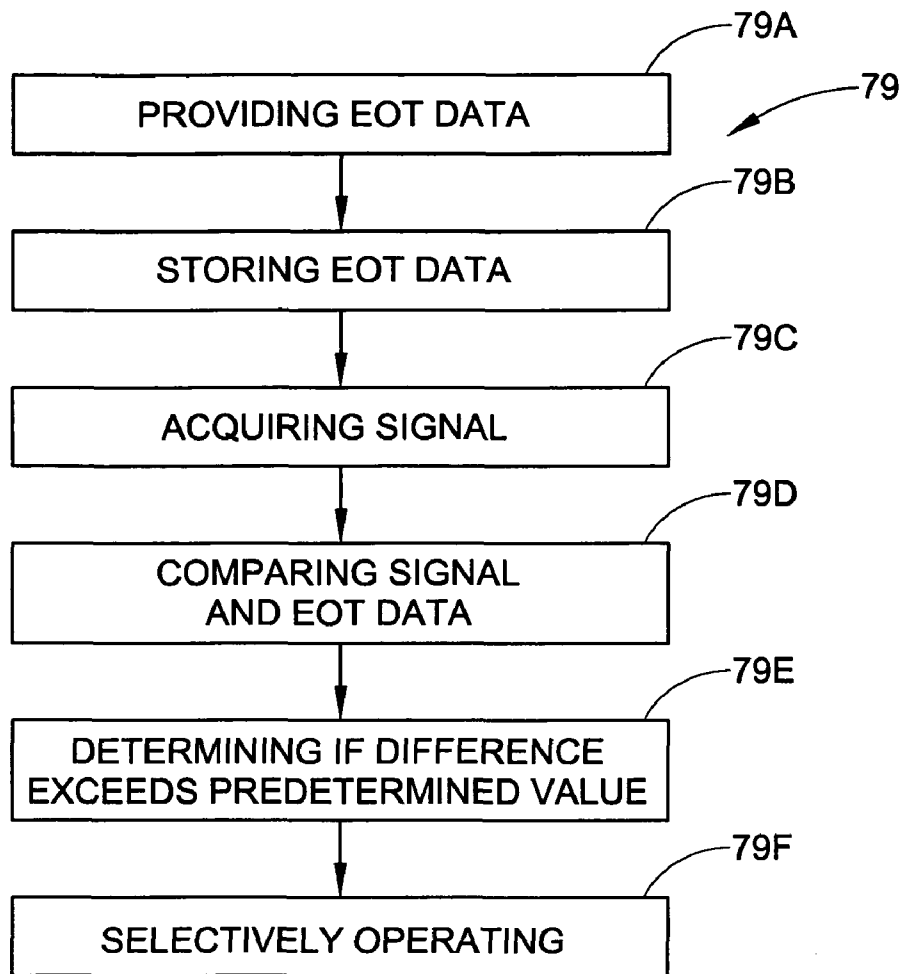 79A
PROVIDING EOT DATA
79
79B
STORING EOT DATA
79C
ACQUIRING SIGNAL
79D
COMPARING SIGNAL
AND EOT DATA
79E
DETERMINING IF DIFFERENCE
EXCEEDS PREDETERMINED VALUE
79F
SELECTIVELY OPERATING